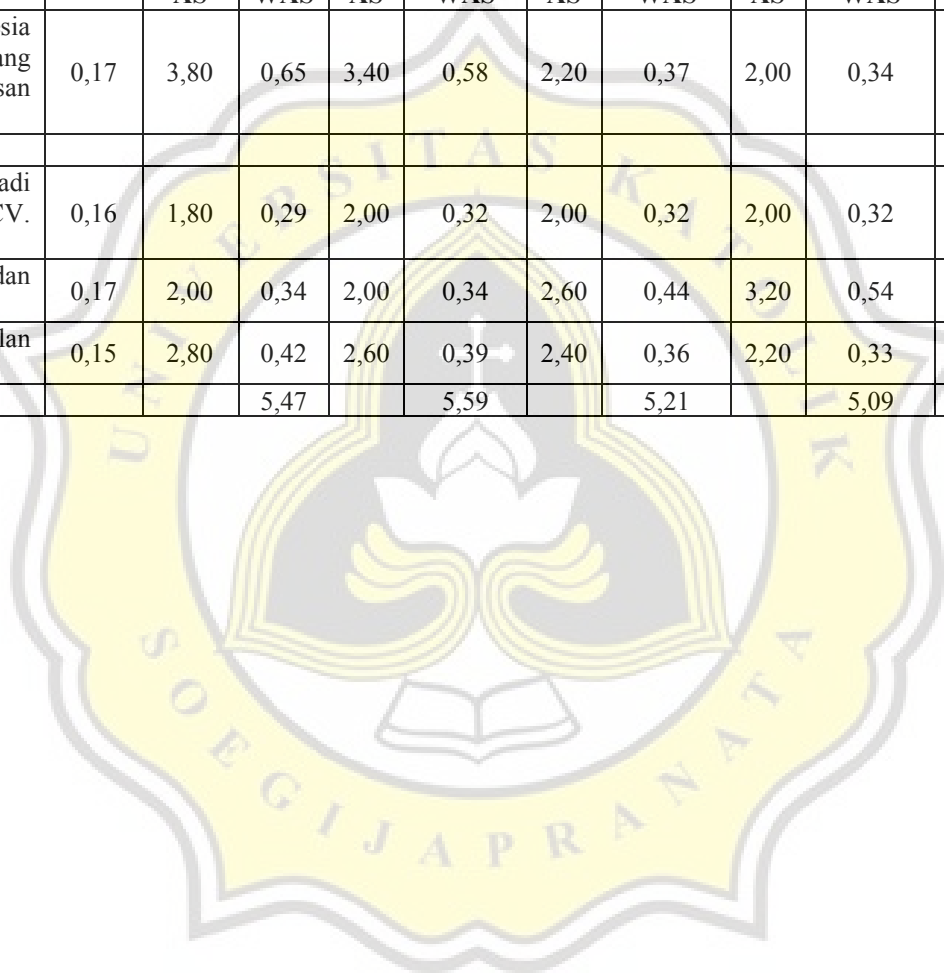 AS WAS AS WAS AS WAS AS WAS
esia
ang
san
0,17 3,80 0,65 3,40 0,58 2,20 0,37 2,00 0,34
adi
CV.
0,16 1,80 0,29 2,00 0,32 2,00 0,32 2,00 0,32
dan
0,17 2,00 0,34 2,00 0,34 2,60 0,44 3,20 0,54
lan
0,15 2,80 0,42 2,60 0,39 2,40 0,36 2,20 0,33
5,47 5,59 5,21 5,09
UNIVERSITAS KATOLIK
SOEGIJAPRANATA